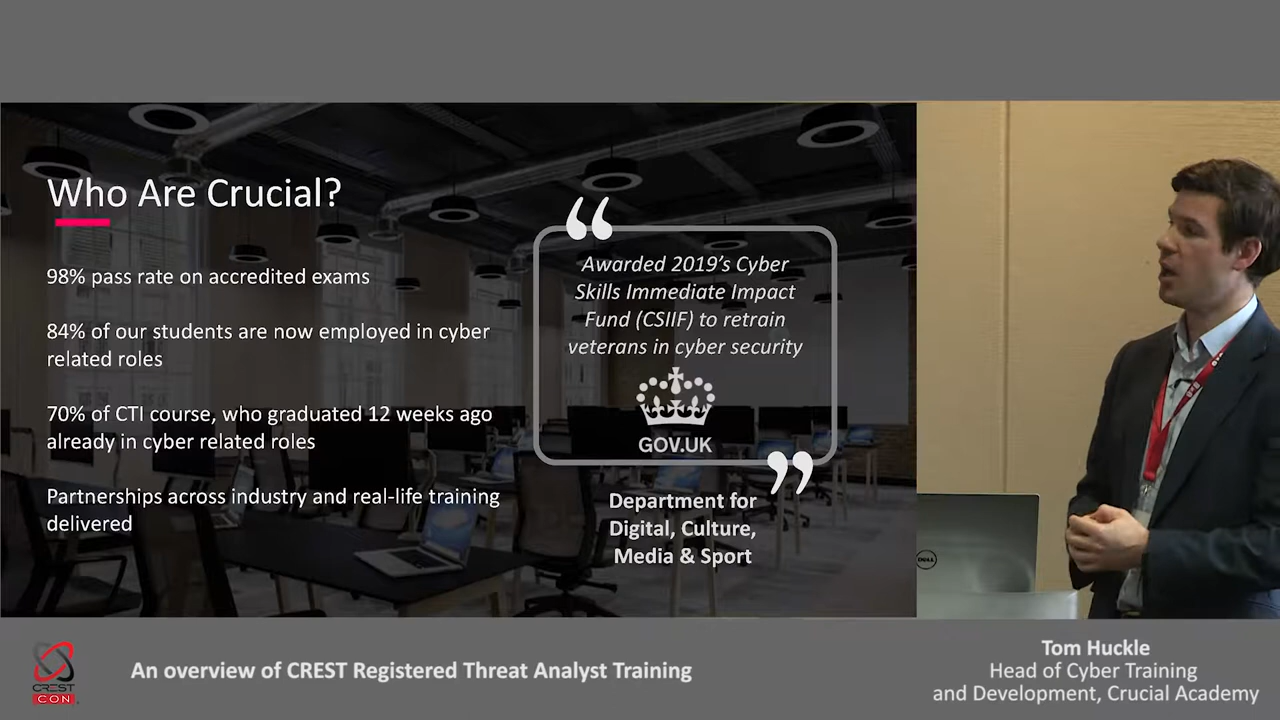 Who Are Crucial?
98% pass rate on accredited exams
84% of our students are now employed in cyber
related roles
70% of CTI course, who graduated 12 weeks ago
already in cyber related roles
Partnerships across industry and real-life training
delivered
“
Awarded 2019’s Cyber
Skills Immediate Impact
Fund (CSIIF) to retrain
veterans in cyber security
GOV.UK
”
Department for
Digital, Culture,
Media & Sport
DELL
CREST
CON
An overview of CREST Registered Threat Analyst Training
Tom Huckle
Head of Cyber Training
and Development, Crucial Academy